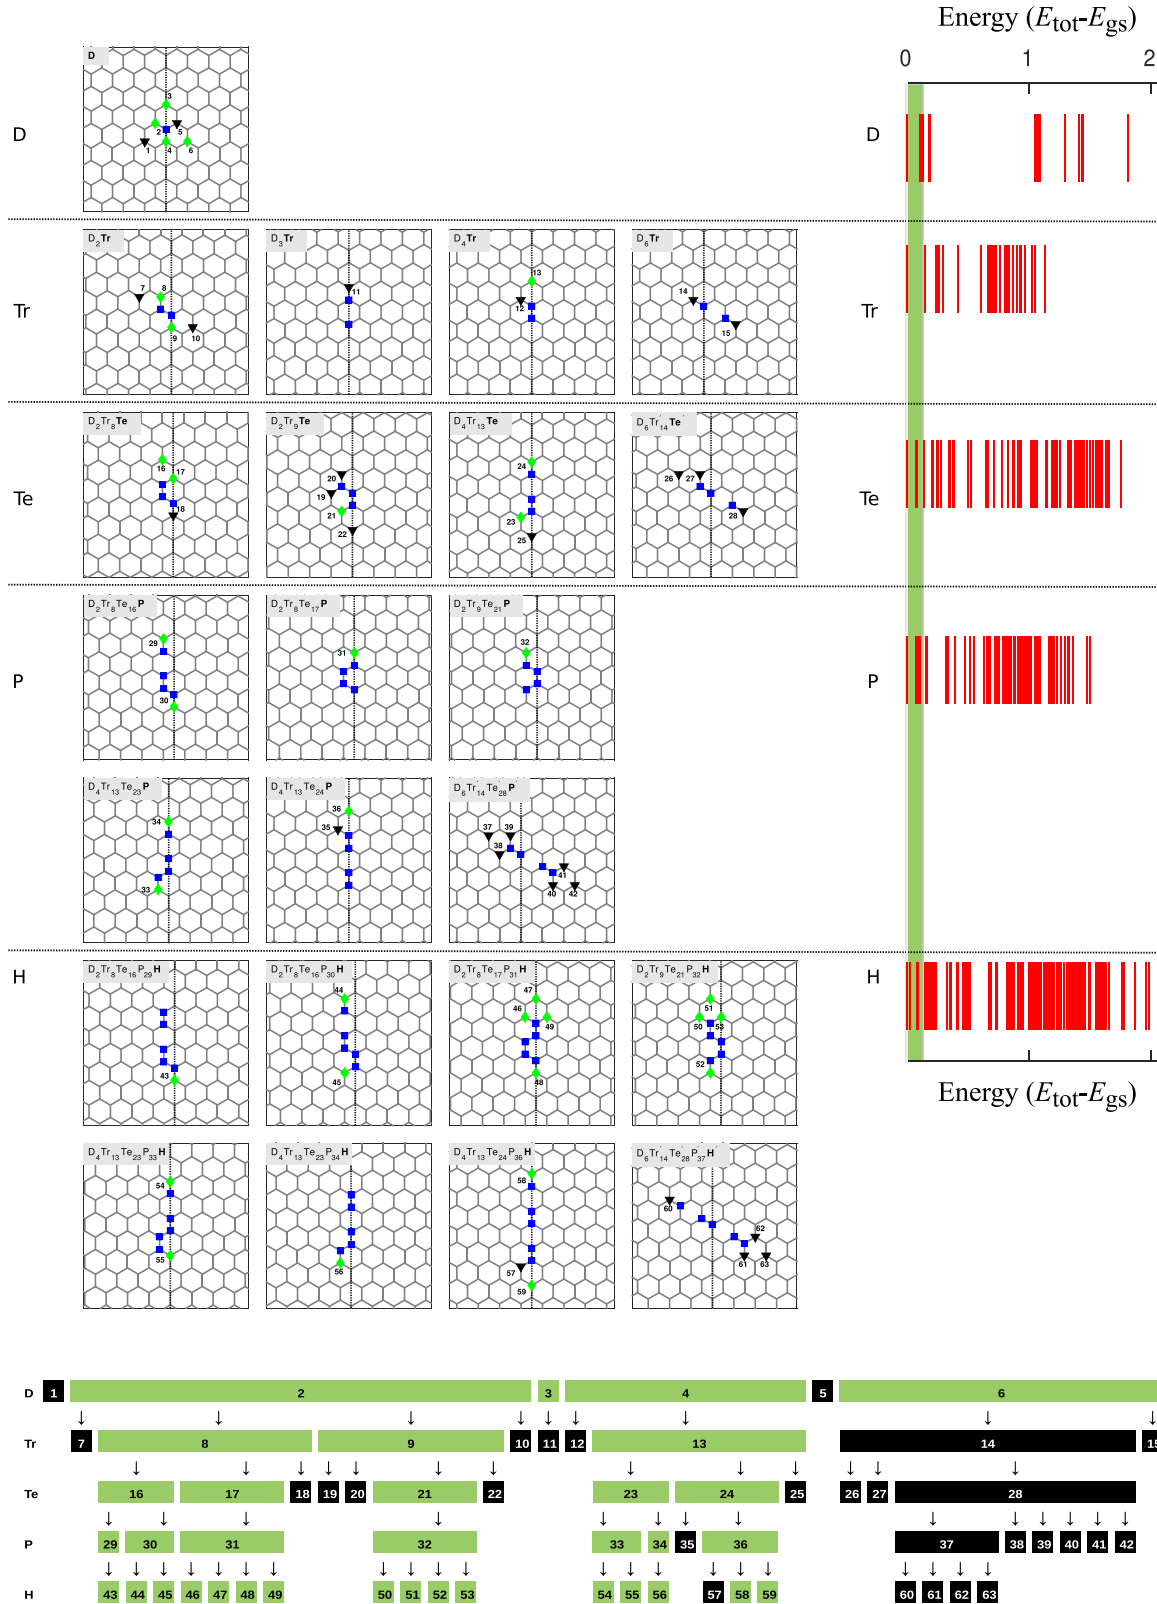 Energy (Etot-Egs)
0 1 2
D
D
3
2 5
1 4 6
D
Tr
D2Tr
7 8
9 10
D3Tr
11
D4Tr
13
12
D6Tr
14
15
Tr
Te
D2Tr8Te
16 17
18
D2Tr9Te
20
19
21
22
D4Tr13Te
24
23
25
D6Tr14Te
26 27
28
Te
P
D2Tr8Te16P
29
30
D2Tr8Te17P
31
D2Tr9Te21P
32
P
D4Tr13Te23P
34
33
D4Tr13Te24P
36
35
D6Tr14Te28P
37 39
38
41
40 42
H
D2Tr8Te16P29H
43
D2Tr8Te16P30H
44
45
D2Tr8Te17P31H
47
46 49
48
D2Tr9Te21P32H
51
50 53
52
H
Energy (Etot-Egs)
D4Tr13Te23P33H
54
55
D4Tr13Te23P34H
56
D4Tr13Te24P36H
58
57
59
D6Tr14Te28P37H
60
62
61 63
D 1 2 3 4 5 6
↓ ↓ ↓ ↓ ↓ ↓ ↓ ↓ ↓
Tr 7 8 9 10 11 12 13 14 15
↓ ↓ ↓ ↓ ↓ ↓ ↓ ↓ ↓ ↓ ↓ ↓ ↓
Te 16 17 18 19 20 21 22 23 24 25 26 27 28
↓ ↓ ↓ ↓ ↓ ↓ ↓ ↓ ↓ ↓ ↓ ↓ ↓ ↓
P 29 30 31 32 33 34 35 36 37 38 39 40 41 42
↓ ↓ ↓ ↓ ↓ ↓ ↓ ↓ ↓ ↓ ↓ ↓ ↓ ↓ ↓ ↓ ↓ ↓ ↓ ↓ ↓
H 43 44 45 46 47 48 49 50 51 52 53 54 55 56 57 58 59 60 61 62 63